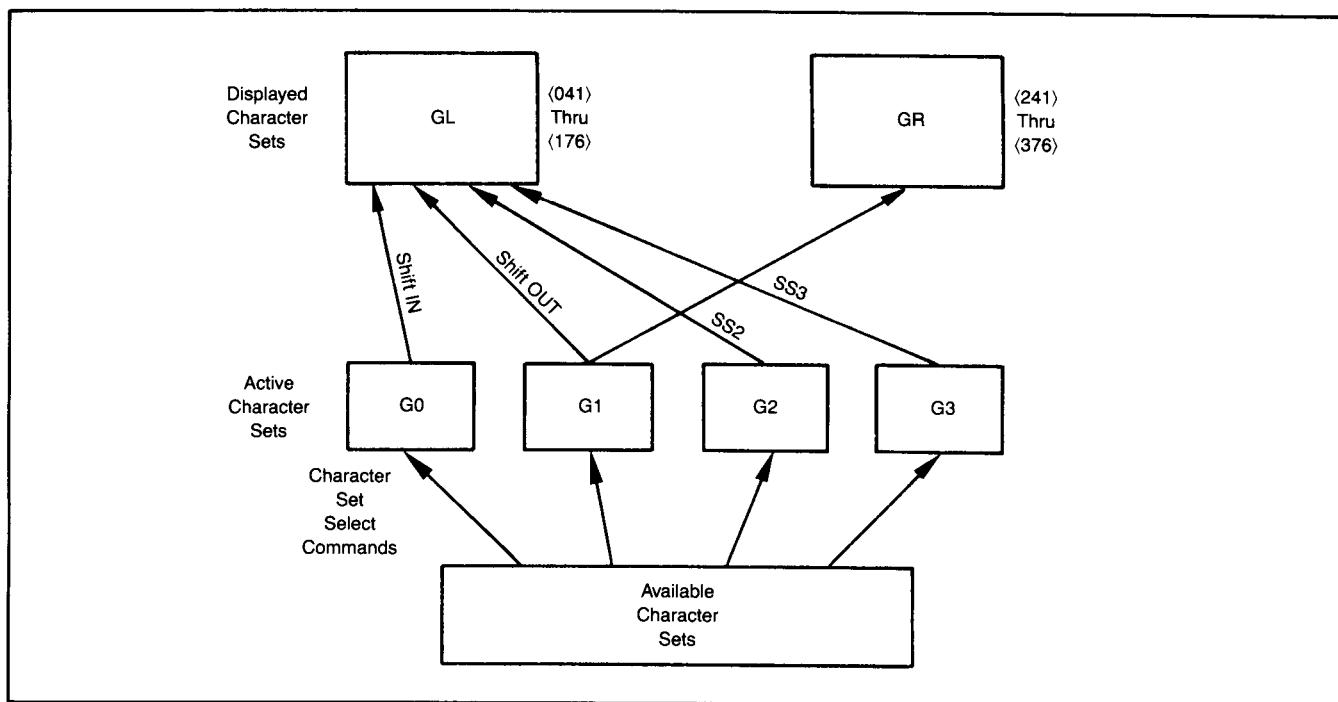 Displayed
Character
Sets
GL
⟨041⟩
Thru
⟨176⟩
GR
⟨241⟩
Thru
⟨376⟩
Shift IN
Shift OUT
SS2
SS3
Active
Character
Sets
G0
G1
G2
G3
Character
Set
Select
Commands
Available
Character
Sets